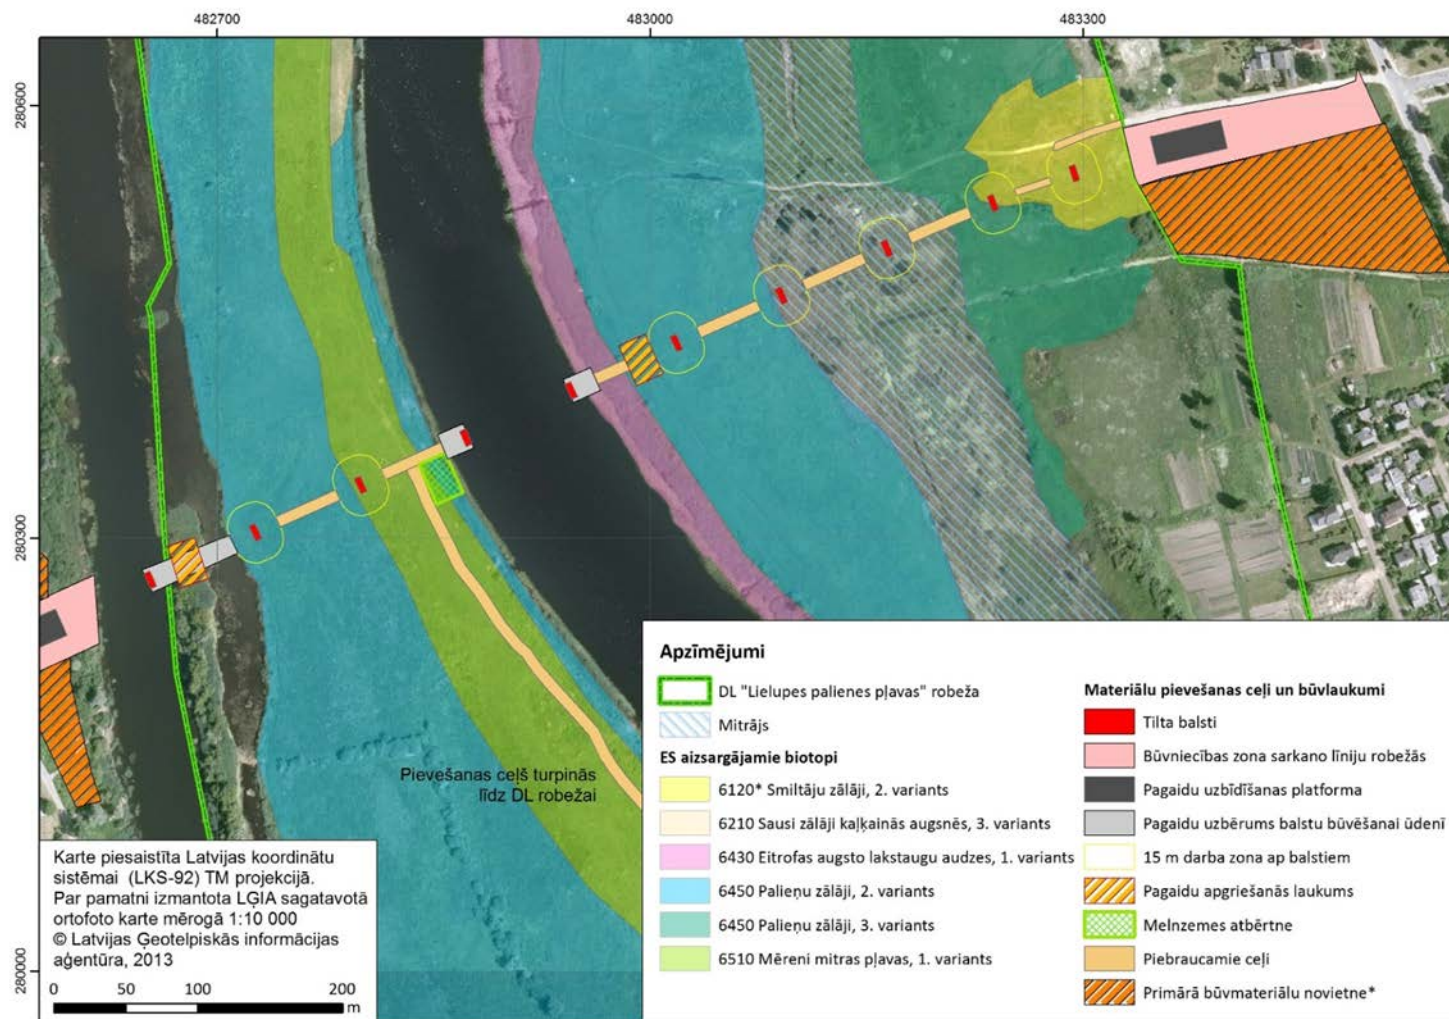 482700
483000
483300
280600
280300
280000
Pievešanas ceļš turpinās
līdz DL robežai
Karte piesaistīta Latvijas koordinātu
sistēmai (LKS-92) TM projekcijā.
Par pamatni izmantota LĢIA sagatavotā
ortofoto karte mērogā 1:10 000
© Latvijas Ģeotelpiskās informācijas
aģentūra, 2013
0 50 100 200
m
Apzīmējumi
DL "Lielupes palienes pļavas" robeža
Mitrājs
ES aizsargājamie biotopi
6120* Smiltāju zālāji, 2. variants
6210 Sausi zālāji kaļķainās augsnēs, 3. variants
6430 Eitrofas augsto lakstaugu audzes, 1. variants
6450 Palieņu zālāji, 2. variants
6450 Palieņu zālāji, 3. variants
6510 Mēreni mitras pļavas, 1. variants
Materiālu pievešanas ceļi un būvlaukumi
Tilta balsti
Būvniecības zona sarkano līniju robežās
Pagaidu uzbīdīšanas platforma
Pagaidu uzbērums balstu būvēšanai ūdenī
15 m darba zona ap balstiem
Pagaidu apgriešanās laukums
Melnzemes atbērtne
Piebraucamie ceļi
Primārā būvmateriālu novietne*